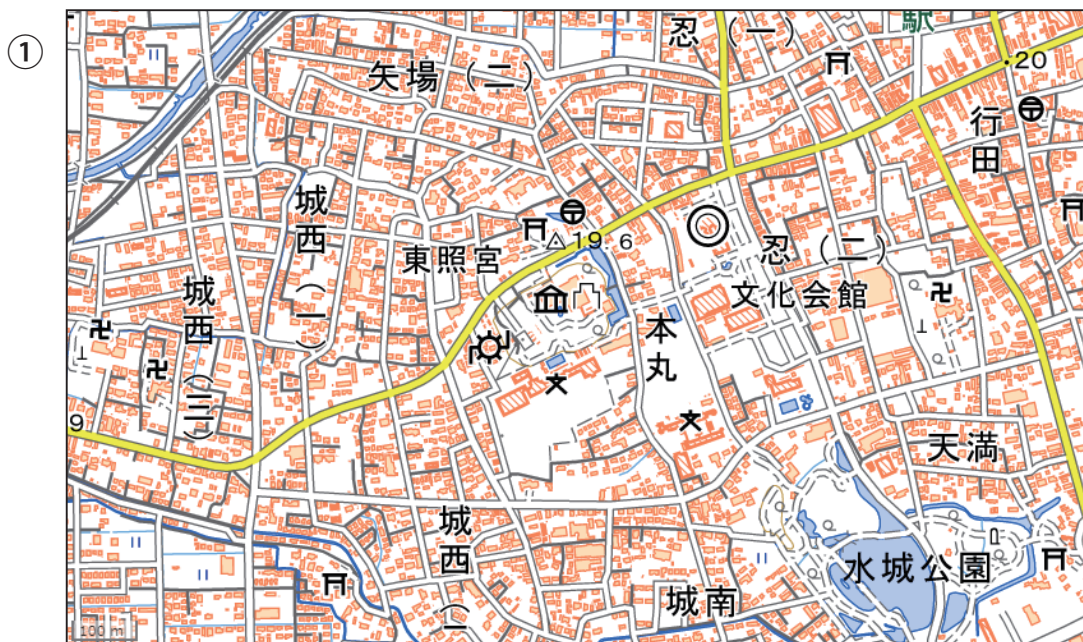 ①
忍(一)
駅
矢場(二)
20
行田
城西(一)
19.6
東照宮
忍(二)
城西(二)
文化会館
本丸
9
天満
城西(
水城公園
城南
100 m